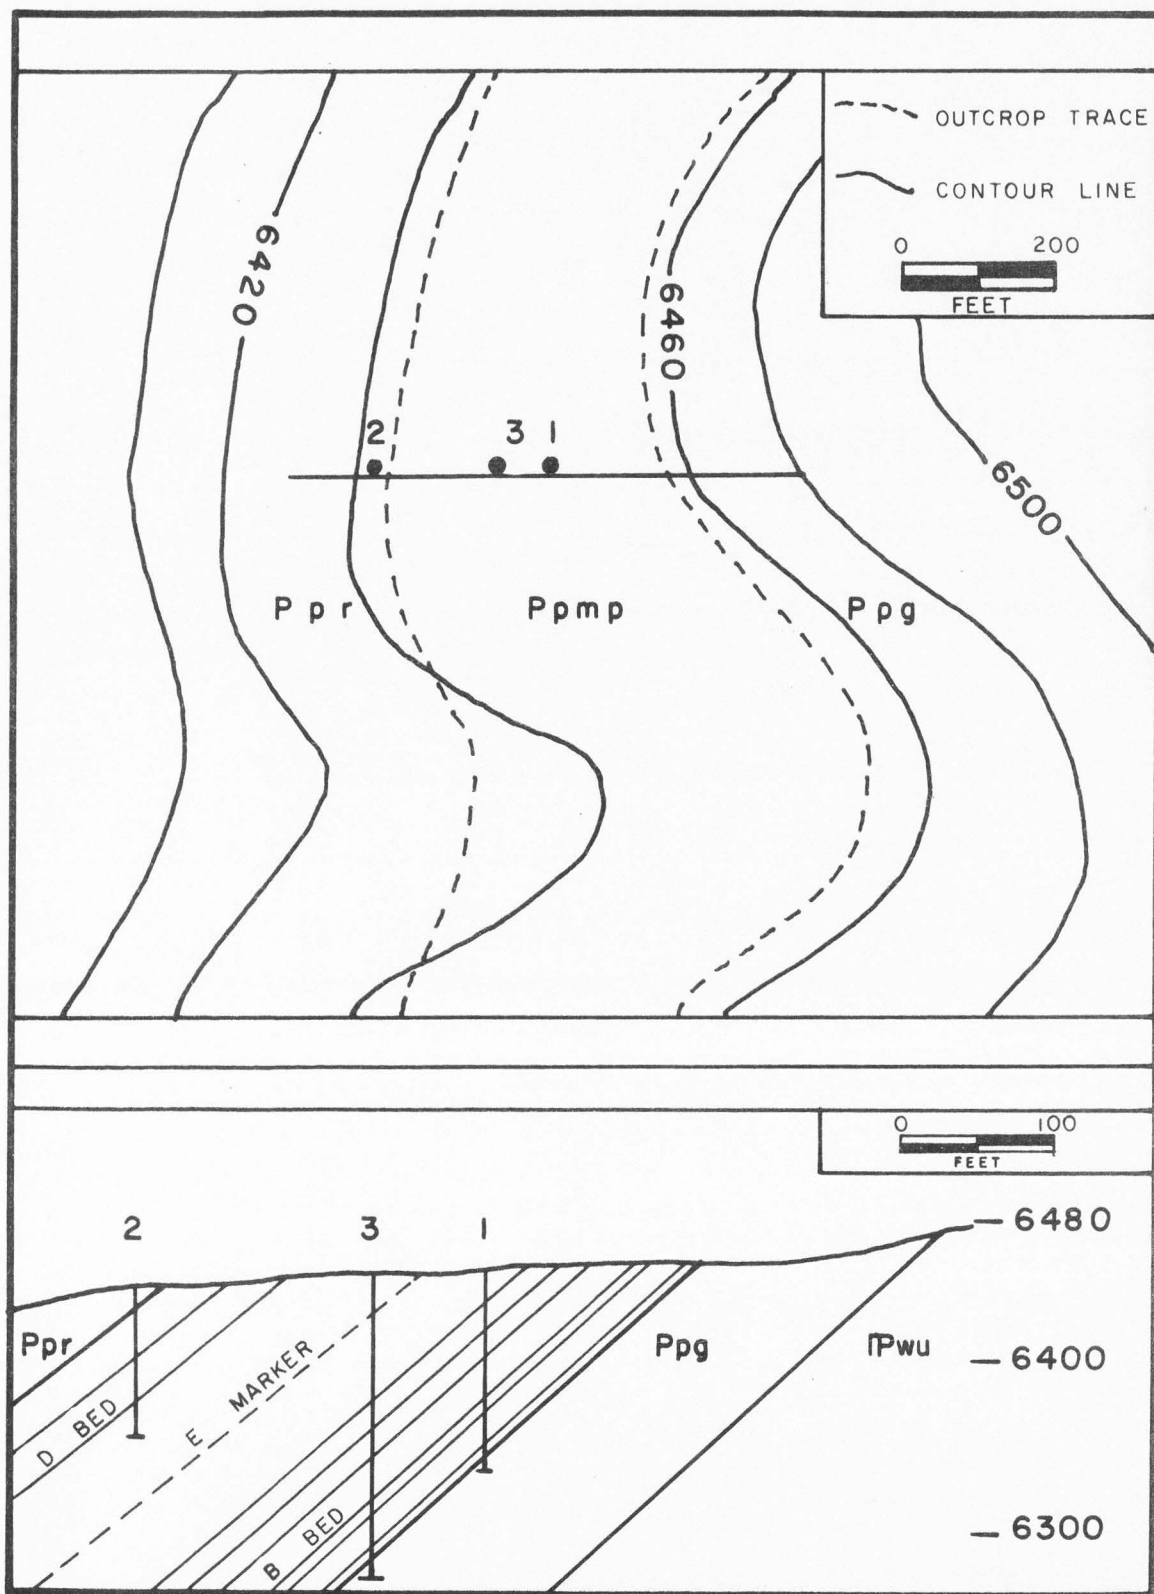 OUTCROP TRACE
CONTOUR LINE
0 200
FEET
6420
6460
6500
2 3 1
Ppr Ppmp Ppg
0 100
FEET
2 3 1
6480
6400
6300
Ppr
D BED
E MARKER
B BED
Ppg
ℙwu